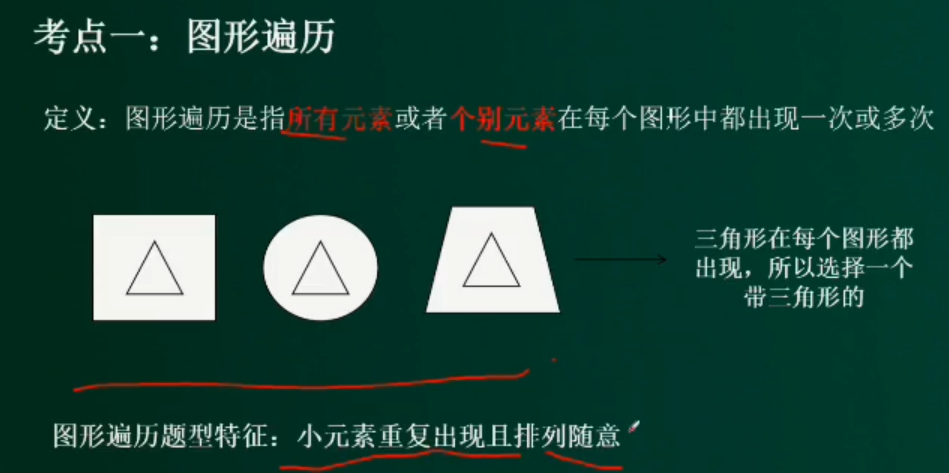 考点一：图形遍历
定义：图形遍历是指所有元素或者个别元素在每个图形中都出现一次或多次
三角形在每个图形都
出现，所以选择一个
带三角形的
图形遍历题型特征：小元素重复出现且排列随意